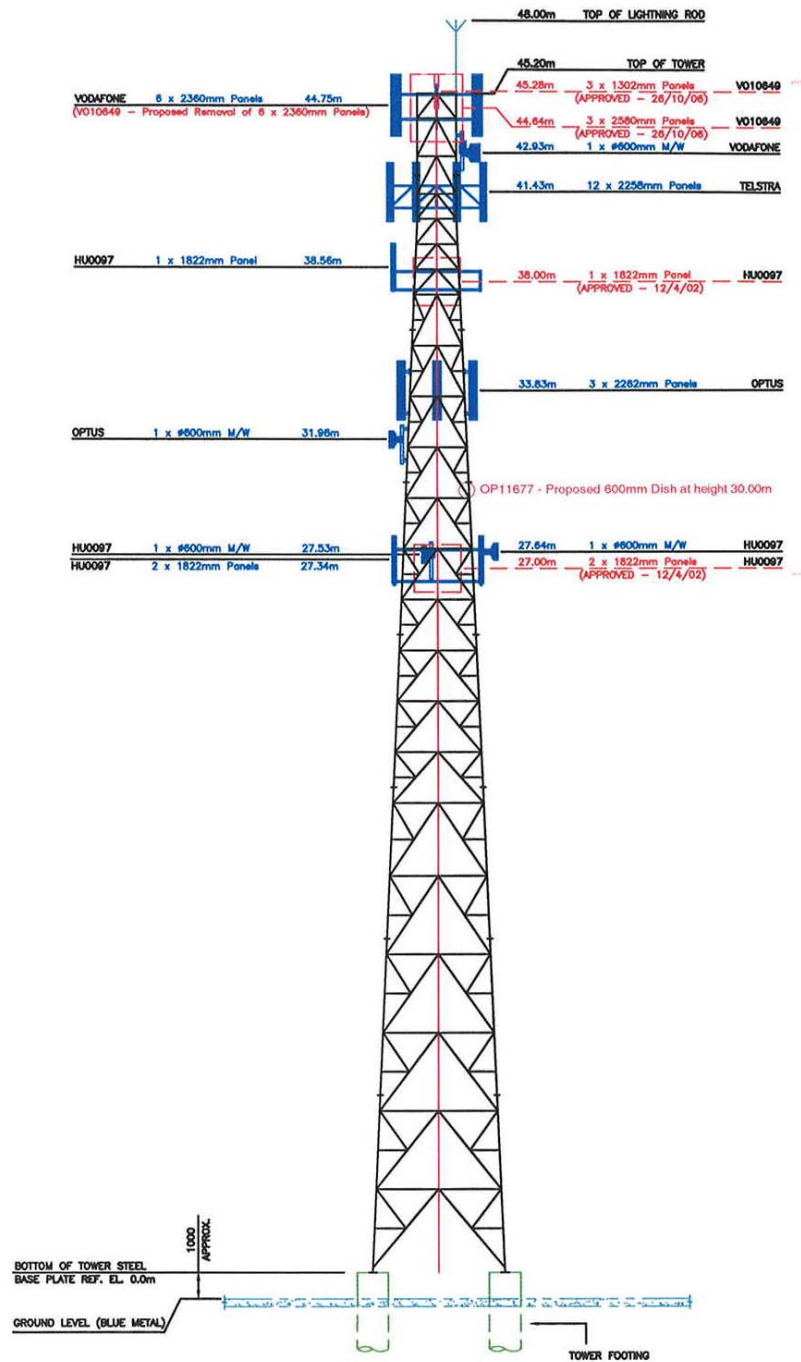 48.00m TOP OF LIGHTNING ROD
45.20m TOP OF TOWER
45.28m 3 x 1302mm Panels VO10649
(APPROVED - 26/10/06)
VODAFONE 6 x 2360mm Panels 44.75m
(VO10649 - Proposed Removal of 6 x 2360mm Panels)
44.64m 3 x 2580mm Panels VO10649
(APPROVED - 26/10/06)
42.93m 1 x ø600mm M/W VODAFONE
41.43m 12 x 2258mm Panels TELSTRA
HU0097 1 x 1822mm Panel 38.56m
38.00m 1 x 1822mm Panel HU0097
(APPROVED - 12/4/02)
33.83m 3 x 2262mm Panels OPTUS
OPTUS 1 x ø600mm M/W 31.96m
OP11677 - Proposed 600mm Dish at height 30.00m
HU0097 1 x ø600mm M/W 27.53m
27.64m 1 x ø600mm M/W HU0097
HU0097 2 x 1822mm Panels 27.34m
27.00m 2 x 1822mm Panels HU0097
(APPROVED - 12/4/02)
1000
APPROX.
BOTTOM OF TOWER STEEL
BASE PLATE REF. EL. 0.0m
GROUND LEVEL (BLUE METAL)
TOWER FOOTING